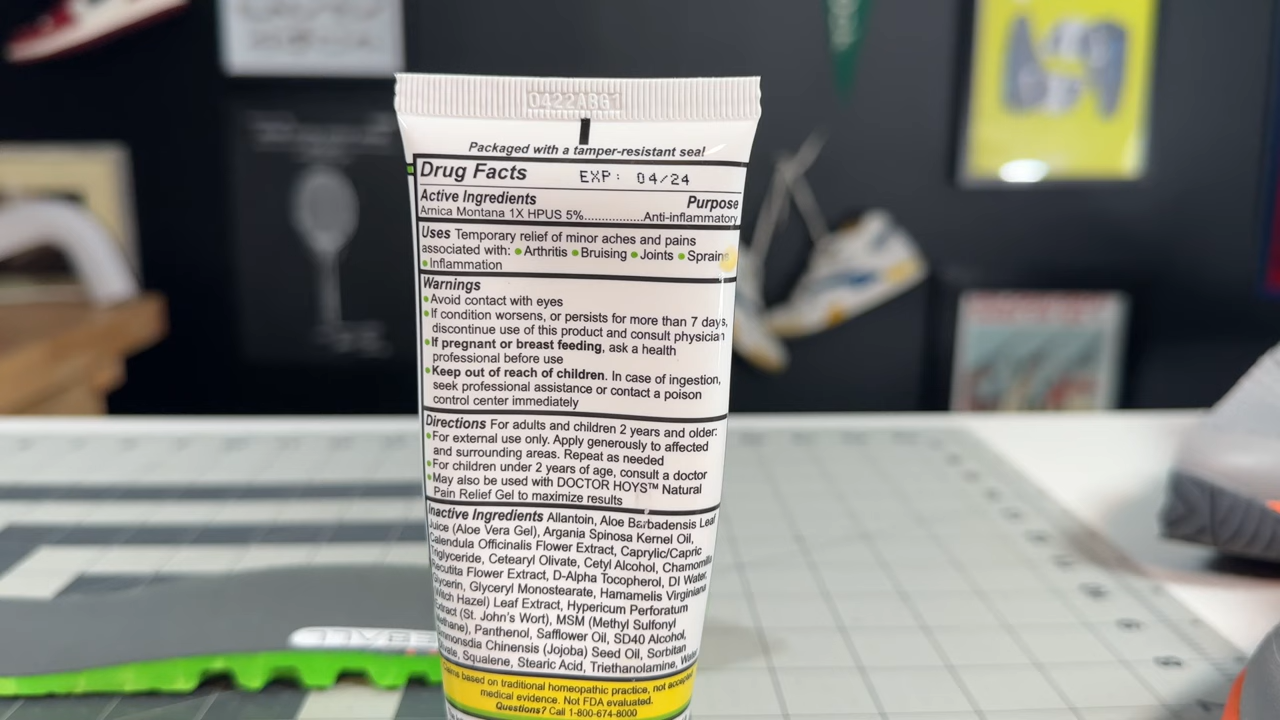 0422A861
Packaged with a tamper-resistant seal
Drug Facts EXP: 04/24
Active Ingredients Purpose
Arnica Montana 1X HPUS 5%....................Anti-inflammatory
Uses Temporary relief of minor aches and pains
associated with: •Arthritis •Bruising •Joints •Sprains
•Inflammation
Warnings
•Avoid contact with eyes
•If condition worsens, or persists for more than 7 days,
discontinue use of this product and consult physician
•If pregnant or breast feeding, ask a health
professional before use
•Keep out of reach of children. In case of ingestion,
seek professional assistance or contact a poison
control center immediately
Directions For adults and children 2 years and older:
•For external use only. Apply generously to affected
and surrounding areas. Repeat as needed
•For children under 2 years of age, consult a doctor
•May also be used with DOCTOR HOYS™ Natural
Pain Relief Gel to maximize results
Inactive Ingredients Allantoin, Aloe Barbadensis Leaf
Juice (Aloe Vera Gel), Argania Spinosa Kernel Oil,
Calendula Officinalis Flower Extract, Caprylic/Capric
Triglyceride, Cetearyl Olivate, Cetyl Alcohol, Chamomilla
Recutita Flower Extract, D-Alpha Tocopherol, DI Water,
Glycerin, Glyceryl Monostearate, Hamamelis Virginiana
(Witch Hazel) Leaf Extract, Hypericum Perforatum
Extract (St. John's Wort), MSM (Methyl Sulfonyl
Methane), Panthenol, Safflower Oil, SD40 Alcohol,
Simmonsdia Chinensis (Jojoba) Seed Oil, Sorbitan
Squalene, Stearic Acid, Triethanolamine,
Claims based on traditional homeopathic practice, not accepted
medical evidence. Not FDA evaluated.
Questions? Call 1-800-674-8000